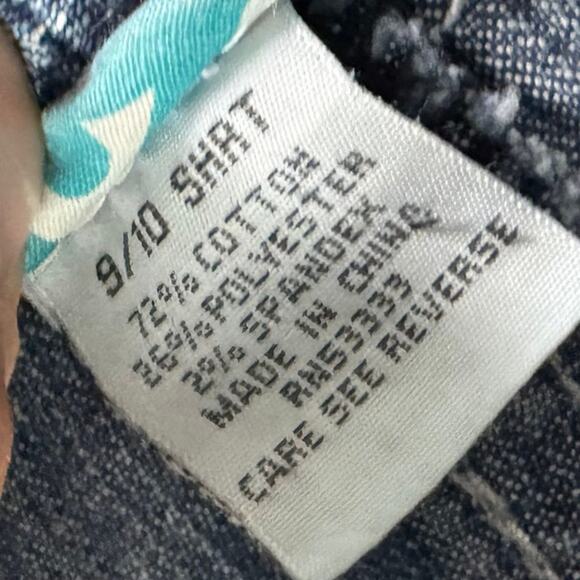 9/10 SHRT
72% COTTON
26% POLYESTER
2% SPANDEX
MADE IN CHINA
RN53333
CARE SEE REVERSE